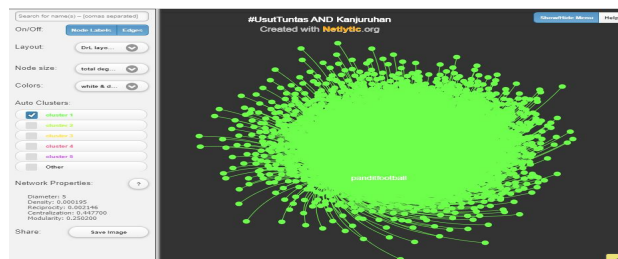 Search for name(s) – (comas separated)
#UsutTuntas AND Kanjuruhan
Created with Netlytic.org
Show/Hide Menu
Help
On/Off:
Node Labels
Edges
Layout:
DrL layo...
Node size:
total deg...
Colors:
white & d...
Auto Clusters:
cluster 1
cluster 2
cluster 3
cluster 4
cluster 5
Other
Network Properties:
?
Diameter: 5
Density: 0.000195
Reciprocity: 0.002146
Centralization: 0.447700
Modularity: 0.250200
Share:
Save Image
panditfootball